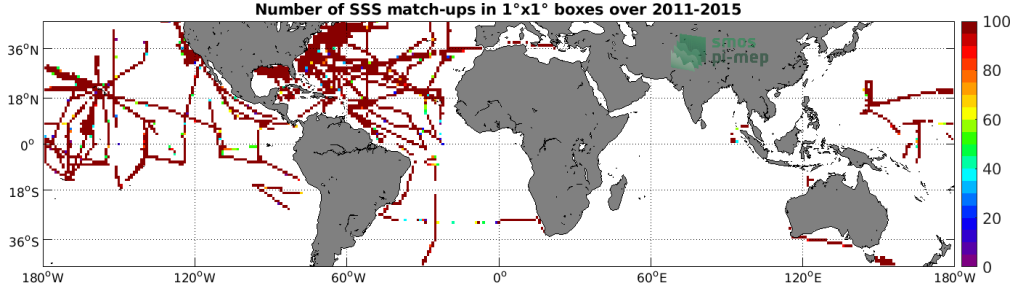 Number of SSS match-ups in 1°x1° boxes over 2011-2015
36°N
18°N
0°
18°S
36°S
180°W
120°W
60°W
0°
60°E
120°E
180°W
100
80
60
40
20
0
smos
pi-mep